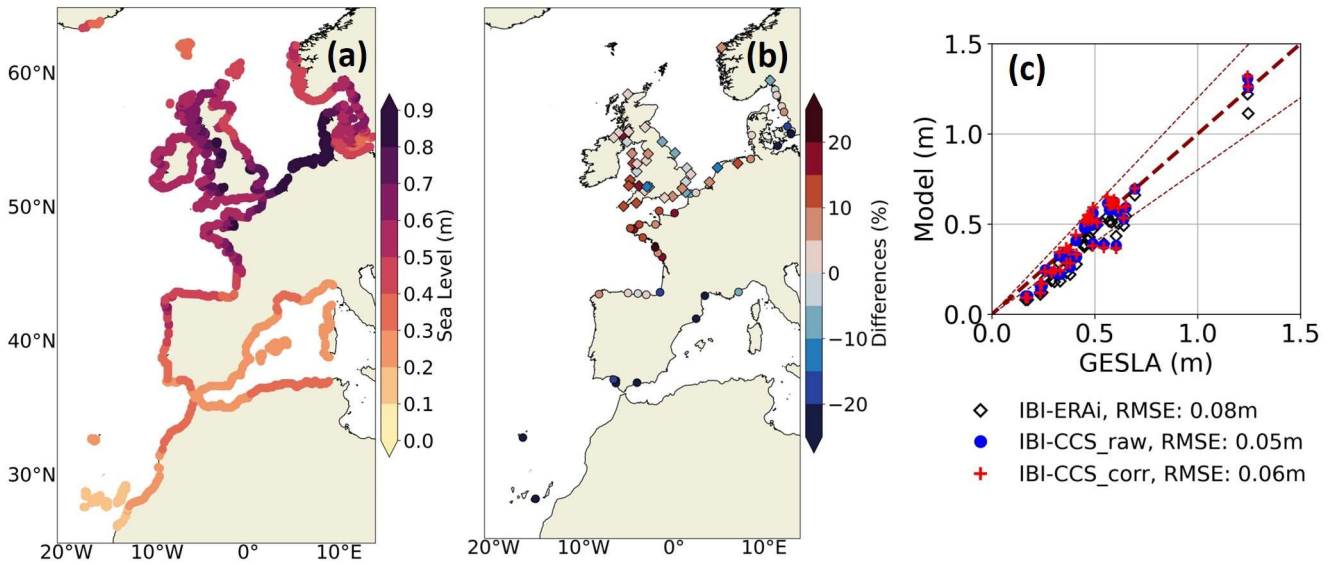 (a)
60°N
50°N
40°N
30°N
20°W 10°W 0° 10°E
0.9
0.8
0.7
0.6
0.5
0.4
0.3
0.2
0.1
0.0
Sea Level (m)
(b)
20°W 10°W 0° 10°E
20
10
0
−10
−20
Differences (%)
(c)
1.5
1.0
0.5
0.0
Model (m)
0.0 0.5 1.0 1.5
GESLA (m)
IBI-ERAi, RMSE: 0.08m
IBI-CCS_raw, RMSE: 0.05m
IBI-CCS_corr, RMSE: 0.06m